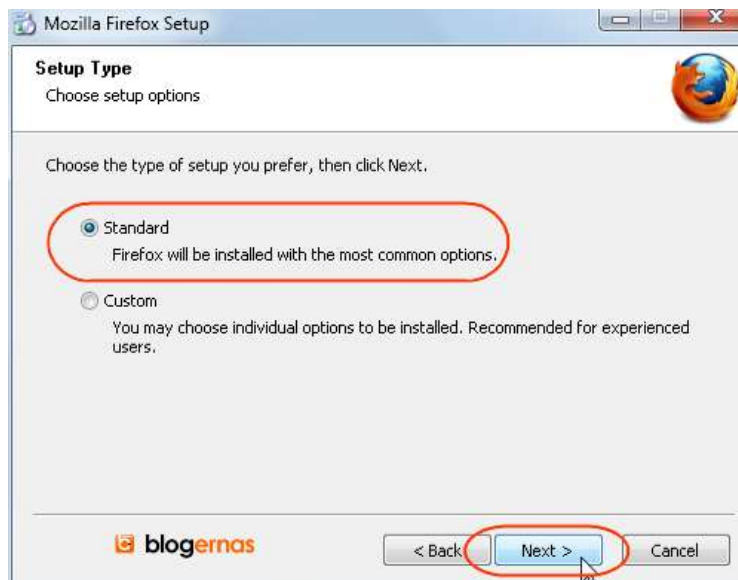 Mozilla Firefox Setup
Setup Type
Choose setup options
Choose the type of setup you prefer, then click Next.
Standard
Firefox will be installed with the most common options.
Custom
You may choose individual options to be installed. Recommended for experienced
users.
blogernas
< Back
Next >
Cancel